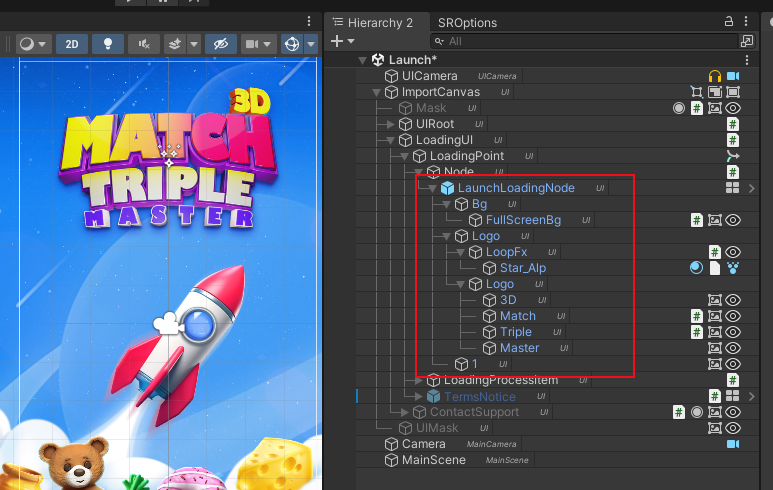 Hierarchy 2
SROptions
2D
All
Launch*
UICamera UICamera
ImportCanvas UI
Mask UI
UIRoot UI
LoadingUI UI
LoadingPoint UI
Node UI
LaunchLoadingNode UI
Bg UI
FullScreenBg UI
Logo UI
LoopFx UI
Star_Alp UI
Logo UI
3D UI
Match UI
Triple UI
Master UI
1 UI
LoadingProcessItem UI
TermsNotice UI
ContactSupport UI
UIMask UI
Camera MainCamera
MainScene MainScene
3D
MATCH
TRIPLE
MASTER